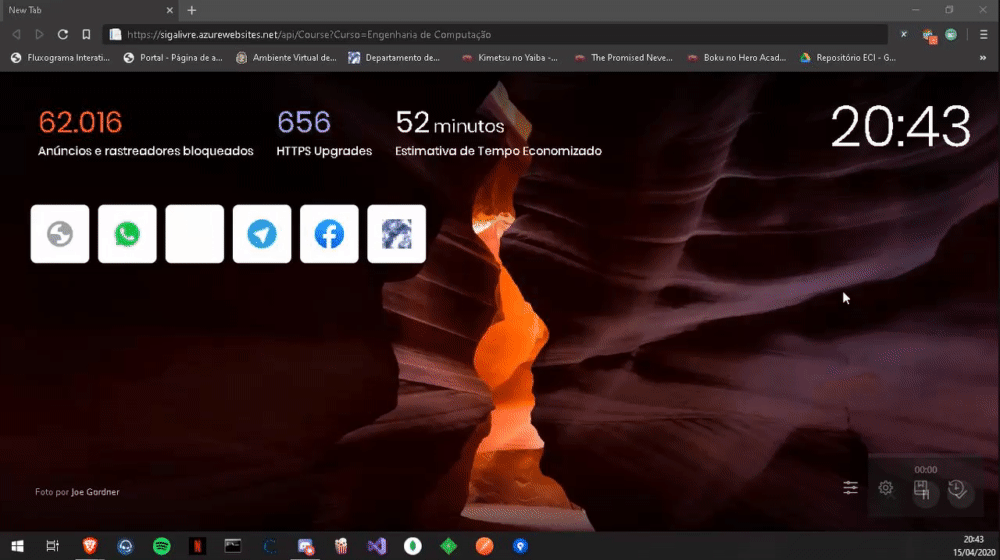 New Tab
https://sigalivre.azurewebsites.net/api/Course?Curso=Engenharia de Computação
Fluxograma Interati...
Portal - Página de a...
Ambiente Virtual de...
Departamento de...
Kimetsu no Yaiba -...
The Promised Neve...
Boku no Hero Acad...
Repositório ECI - G...
62.016
Anúncios e rastreadores bloqueados
656
HTTPS Upgrades
52 minutos
Estimativa de Tempo Economizado
20:43
Foto por Joe Gardner
00:00
20:43
15/04/2020